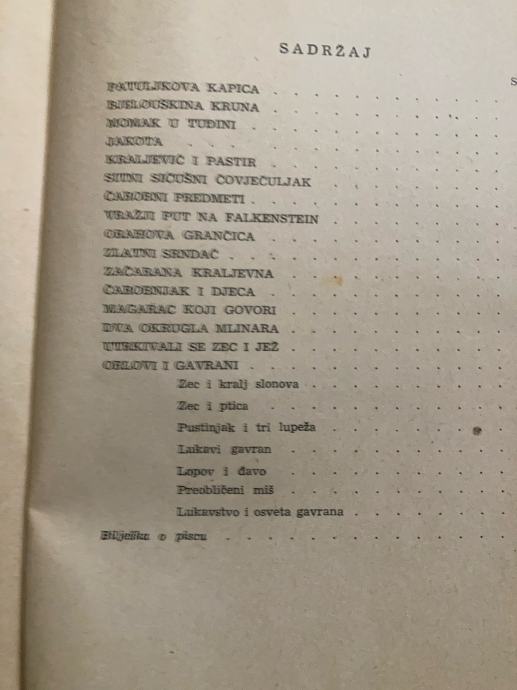 SADRŽAJ
S
PATULJKOVA KAPICA
BJELOUŠKINA KRUNA
MOMAK U TUĐINI
JAKOTA
KRALJEVIĆ I PASTIR
SITNI SIĆUŠNI ČOVJEČULJAK
ČAROBNI PREDMETI
VRAŽJI PUT NA FALKENSTEIN
ORAHOVA GRANČICA
ZLATNI SRNDAĆ
ZAČARANA KRALJEVNA
ČAROBNJAK I DJECA
MAGARAC KOJI GOVORI
DVA OKRUGLA MLINARA
UTRKIVALI SE ZEC I JEŽ
ORLOVI I GAVRANI
Zec i kralj slonova
Zec i ptica
Pustinjak i tri lupeža
Lukavi gavran
Lopov i đavo
Preobličeni miš
Lukavstvo i osveta gavrana
Bilješka o piscu